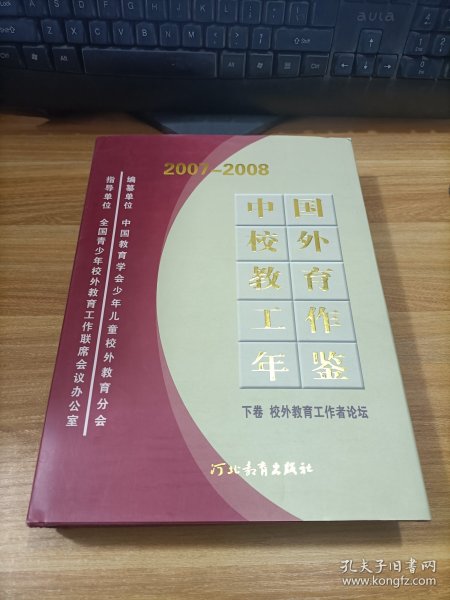 aula
2007-2008
中国
校外
教育
工作
年鉴
下卷 校外教育工作者论坛
编纂单位 中国教育学会少年儿童校外教育分会
指导单位 全国青少年校外教育工作联席会议办公室
河北教育出版社
孔夫子旧书网
www.kongfz.com